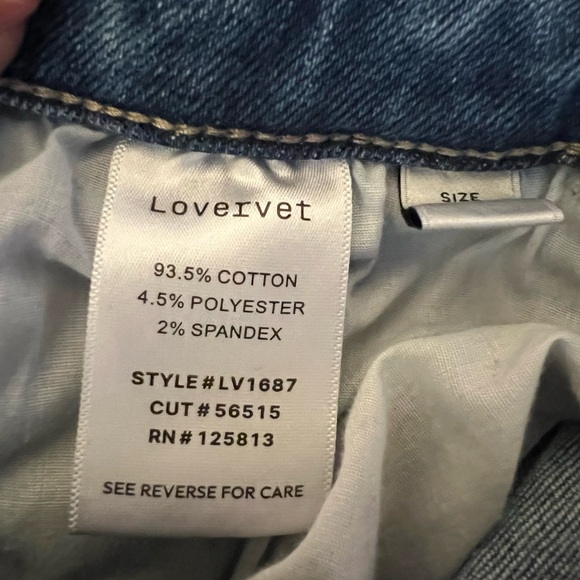 Lovervet
93.5% COTTON
4.5% POLYESTER
2% SPANDEX
STYLE # LV1687
CUT # 56515
RN # 125813
SEE REVERSE FOR CARE
SIZE